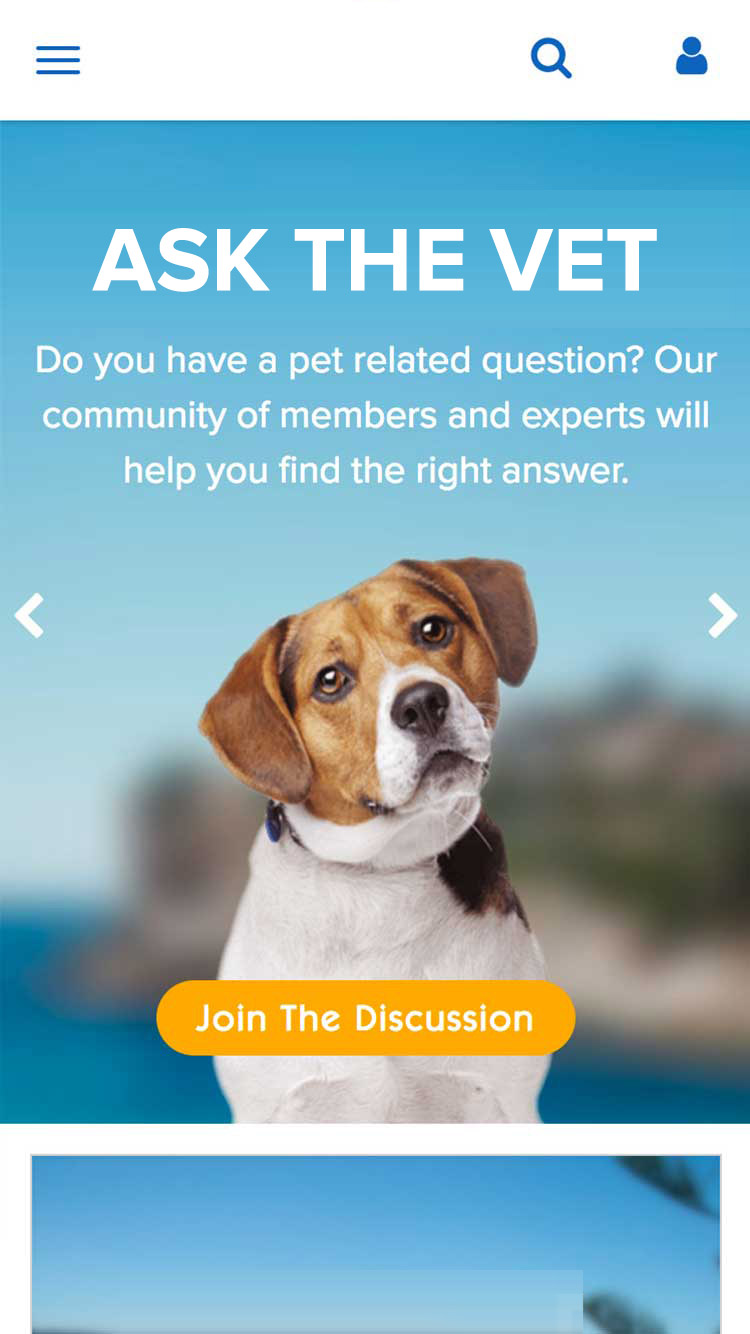 ASK THE VET
Do you have a pet related question? Our
community of members and experts will
help you find the right answer.
Join The Discussion